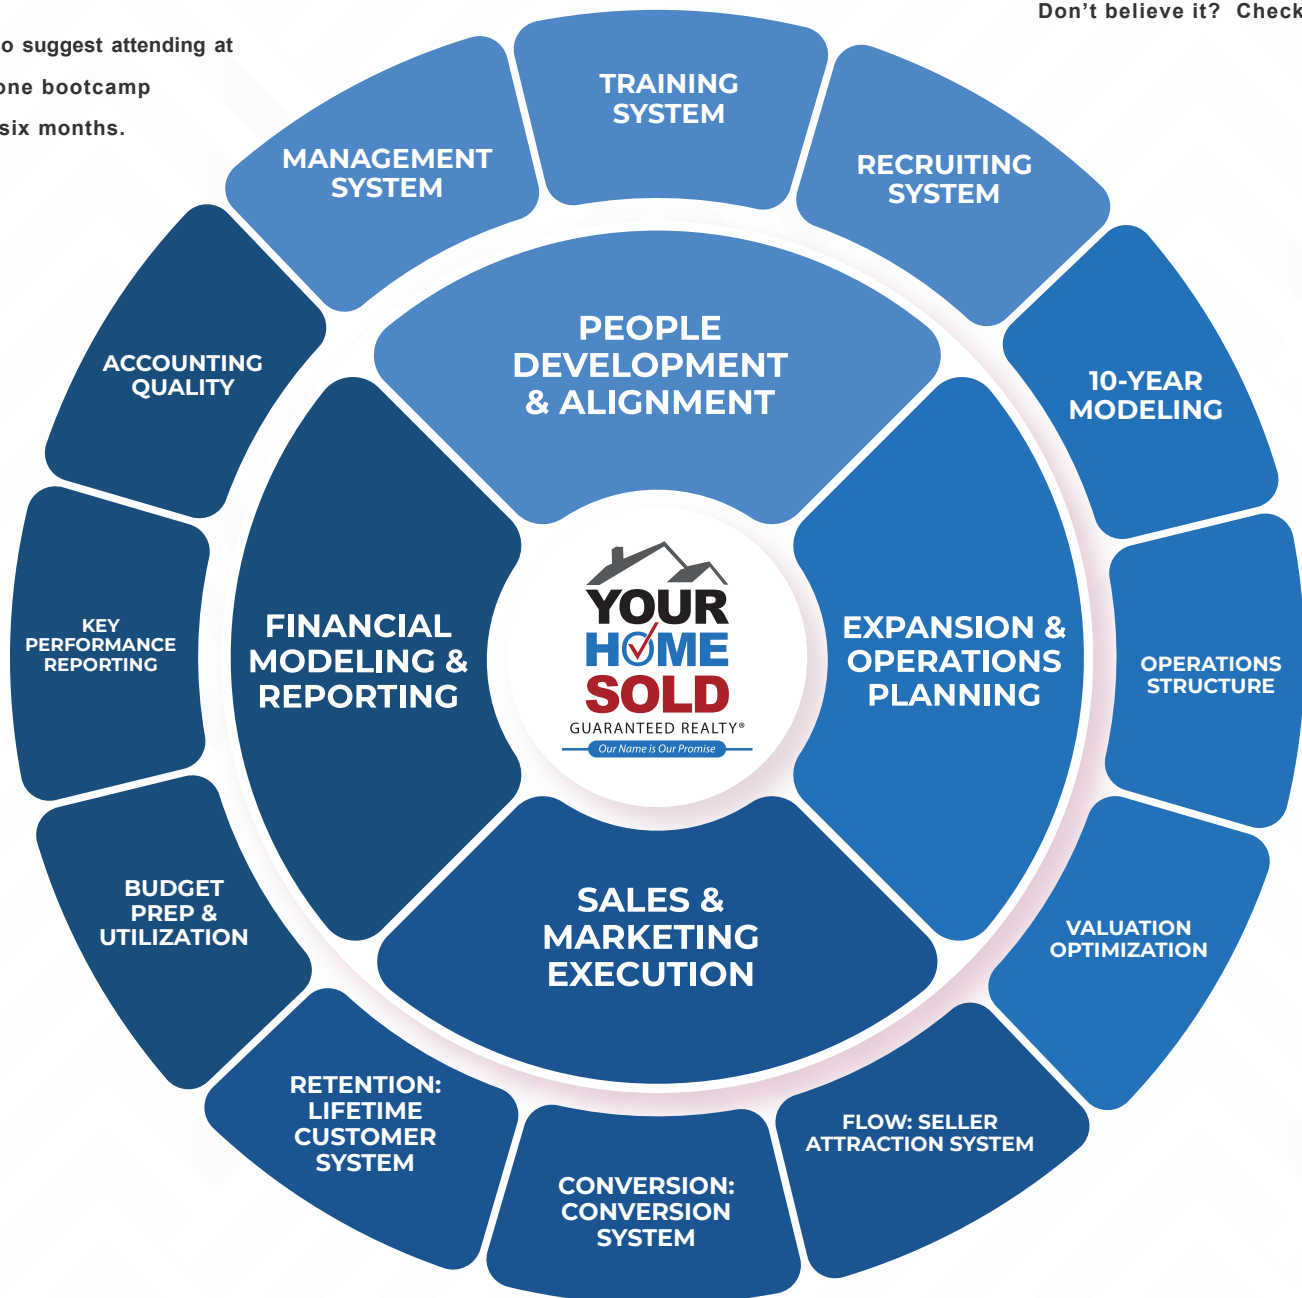 Don’t believe it? Check
o suggest attending at
one bootcamp
six months.
TRAINING
SYSTEM
MANAGEMENT
SYSTEM
RECRUITING
SYSTEM
ACCOUNTING
QUALITY
PEOPLE
DEVELOPMENT
& ALIGNMENT
10-YEAR
MODELING
KEY
PERFORMANCE
REPORTING
FINANCIAL
MODELING &
REPORTING
YOUR
HOME
SOLD
GUARANTEED REALTY®
Our Name is Our Promise
EXPANSION &
OPERATIONS
PLANNING
OPERATIONS
STRUCTURE
BUDGET
PREP &
UTILIZATION
SALES &
MARKETING
EXECUTION
VALUATION
OPTIMIZATION
RETENTION:
LIFETIME
CUSTOMER
SYSTEM
CONVERSION:
CONVERSION
SYSTEM
FLOW: SELLER
ATTRACTION SYSTEM